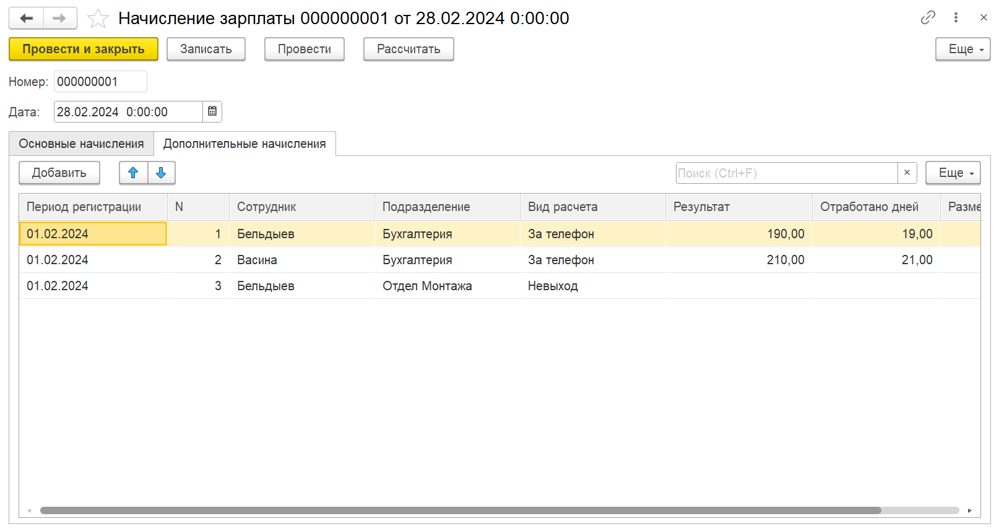 Начисление зарплаты 000000001 от 28.02.2024 0:00:00
Провести и закрыть Записать Провести Рассчитать Еще
Номер: 000000001
Дата: 28.02.2024 0:00:00
Основные начисления Дополнительные начисления
Добавить Поиск (Ctrl+F) × Еще
Период регистрации N Сотрудник Подразделение Вид расчета Результат Отработано дней Разме
01.02.2024 1 Бельдыев Бухгалтерия За телефон 190,00 19,00
01.02.2024 2 Васина Бухгалтерия За телефон 210,00 21,00
01.02.2024 3 Бельдыев Отдел Монтажа Невыход